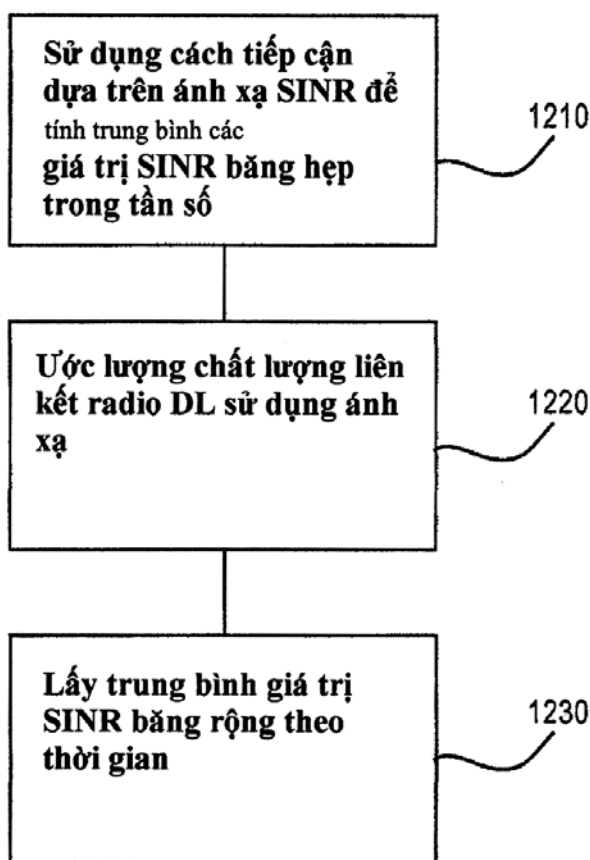 Sử dụng cách tiếp cận
dựa trên ánh xạ SINR để
tính trung bình các
giá trị SINR băng hẹp
trong tần số
1210
Ước lượng chất lượng liên
kết radio DL sử dụng ánh
xạ
1220
Lấy trung bình giá trị
SINR băng rộng theo
thời gian
1230